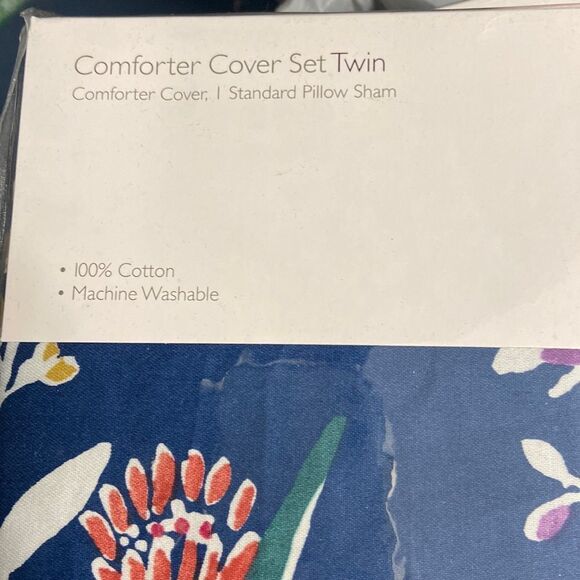 Comforter Cover Set Twin
Comforter Cover, 1 Standard Pillow Sham
• 100% Cotton
• Machine Washable